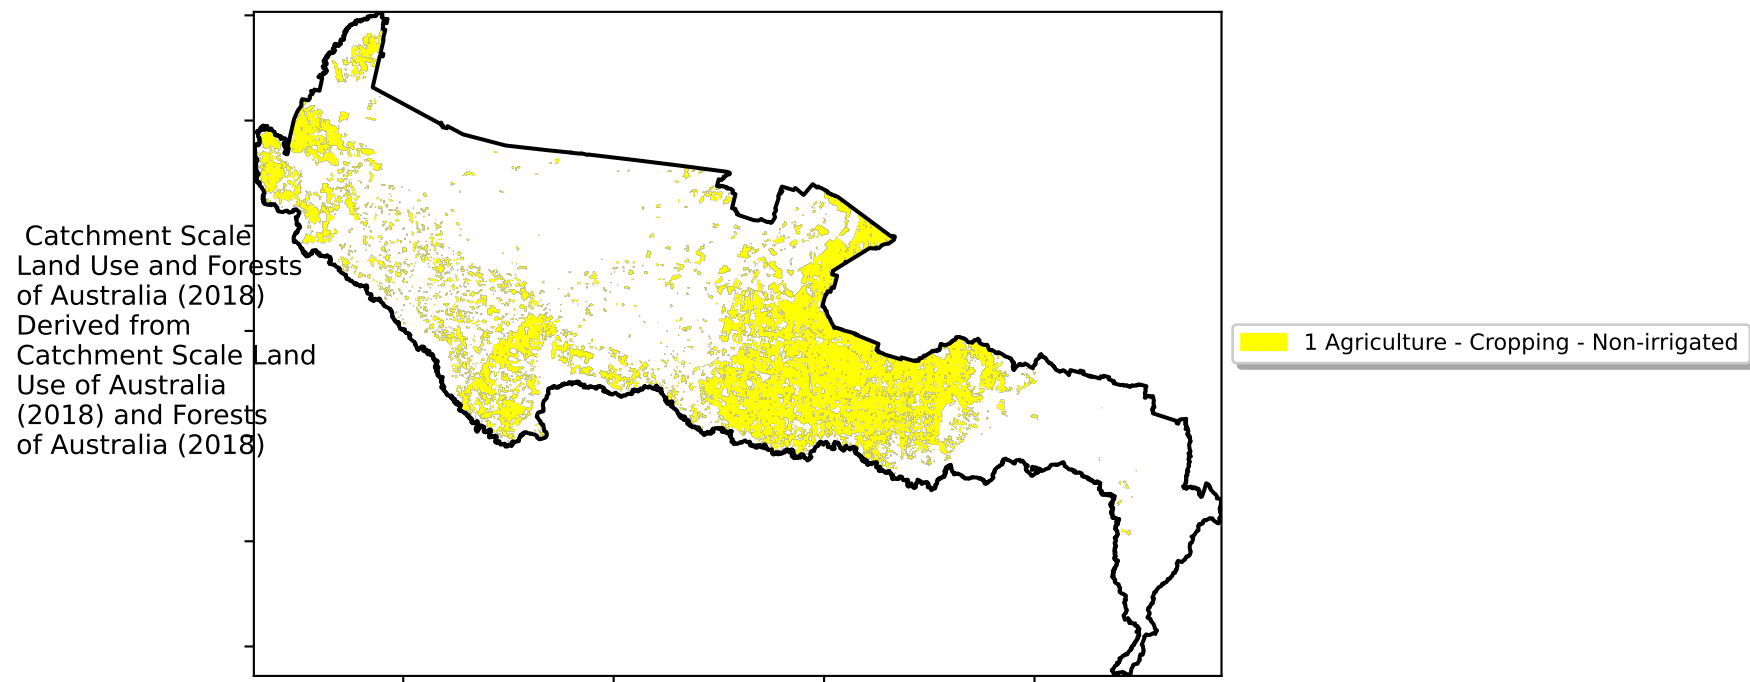 Catchment Scale
Land Use and Forests
of Australia (2018)
Derived from
Catchment Scale Land
Use of Australia
(2018) and Forests
of Australia (2018)
1 Agriculture - Cropping - Non-irrigated